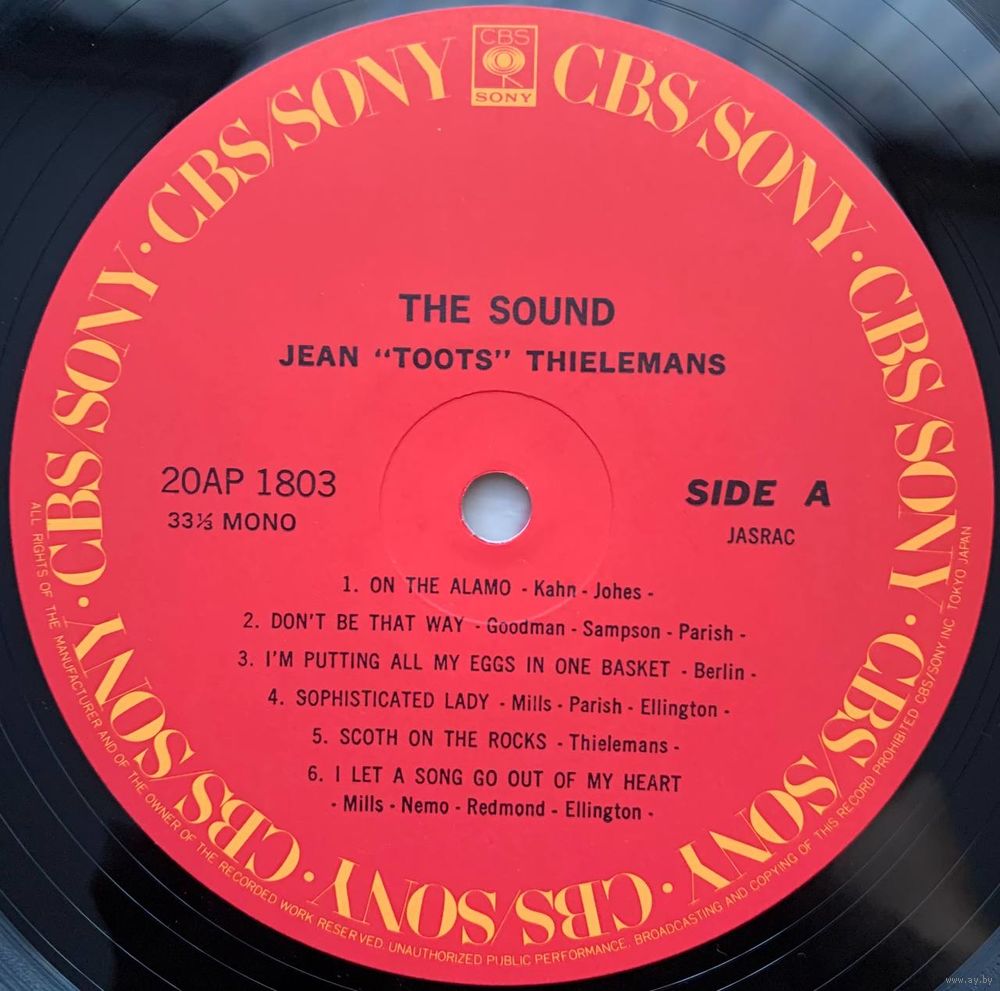 CBS
SONY
CBS/SONY · CBS/SONY · CBS/SONY · CBS/SONY · CBS/SONY · CBS/SONY · CBS/SONY · CBS/SONY
THE SOUND
JEAN “TOOTS” THIELEMANS
20AP 1803
33⅓ MONO
SIDE A
JASRAC
1. ON THE ALAMO - Kahn - Johes -
2. DON'T BE THAT WAY - Goodman - Sampson - Parish -
3. I'M PUTTING ALL MY EGGS IN ONE BASKET - Berlin -
4. SOPHISTICATED LADY - Mills - Parish - Ellington -
5. SCOTH ON THE ROCKS - Thielemans -
6. I LET A SONG GO OUT OF MY HEART
- Mills - Nemo - Redmond - Ellington -
ALL RIGHTS OF THE MANUFACTURER AND OF THE OWNER OF THE RECORDED WORK RESERVED. UNAUTHORIZED PUBLIC PERFORMANCE, BROADCASTING AND COPYING OF THIS RECORD PROHIBITED CBS/SONY INC. TOKYO JAPAN
www.ay.by